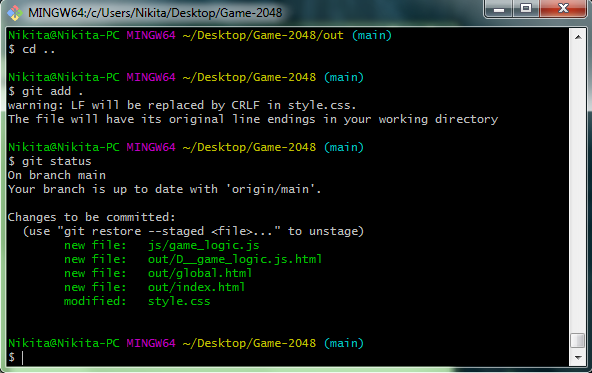 MINGW64:/c/Users/Nikita/Desktop/Game-2048
Nikita@Nikita-PC MINGW64 ~/Desktop/Game-2048/out (main)
$ cd ..
Nikita@Nikita-PC MINGW64 ~/Desktop/Game-2048 (main)
$ git add .
warning: LF will be replaced by CRLF in style.css.
The file will have its original line endings in your working directory
Nikita@Nikita-PC MINGW64 ~/Desktop/Game-2048 (main)
$ git status
On branch main
Your branch is up to date with 'origin/main'.
Changes to be committed:
  (use "git restore --staged <file>..." to unstage)
        new file:   js/game_logic.js
        new file:   out/D__game_logic.js.html
        new file:   out/global.html
        new file:   out/index.html
        modified:   style.css
Nikita@Nikita-PC MINGW64 ~/Desktop/Game-2048 (main)
$